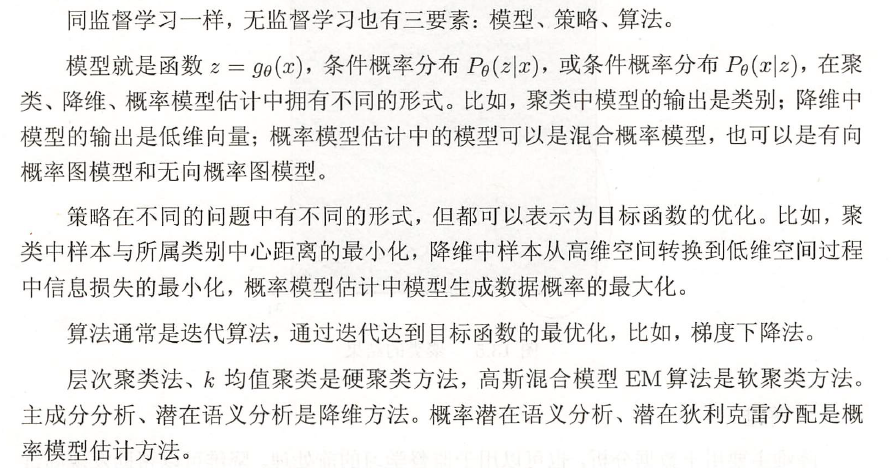 同监督学习一样，无监督学习也有三要素：模型、策略、算法。
模型就是函数 z = gθ(x)，条件概率分布 Pθ(z|x)，或条件概率分布 Pθ(x|z)，在聚
类、降维、概率模型估计中拥有不同的形式。比如，聚类中模型的输出是类别；降维中
模型的输出是低维向量；概率模型估计中的模型可以是混合概率模型，也可以是有向
概率图模型和无向概率图模型。
策略在不同的问题中有不同的形式，但都可以表示为目标函数的优化。比如，聚
类中样本与所属类别中心距离的最小化，降维中样本从高维空间转换到低维空间过程
中信息损失的最小化，概率模型估计中模型生成数据概率的最大化。
算法通常是迭代算法，通过迭代达到目标函数的最优化，比如，梯度下降法。
层次聚类法、k 均值聚类是硬聚类方法，高斯混合模型 EM 算法是软聚类方法。
主成分分析、潜在语义分析是降维方法。概率潜在语义分析、潜在狄利克雷分配是概
率模型估计方法。